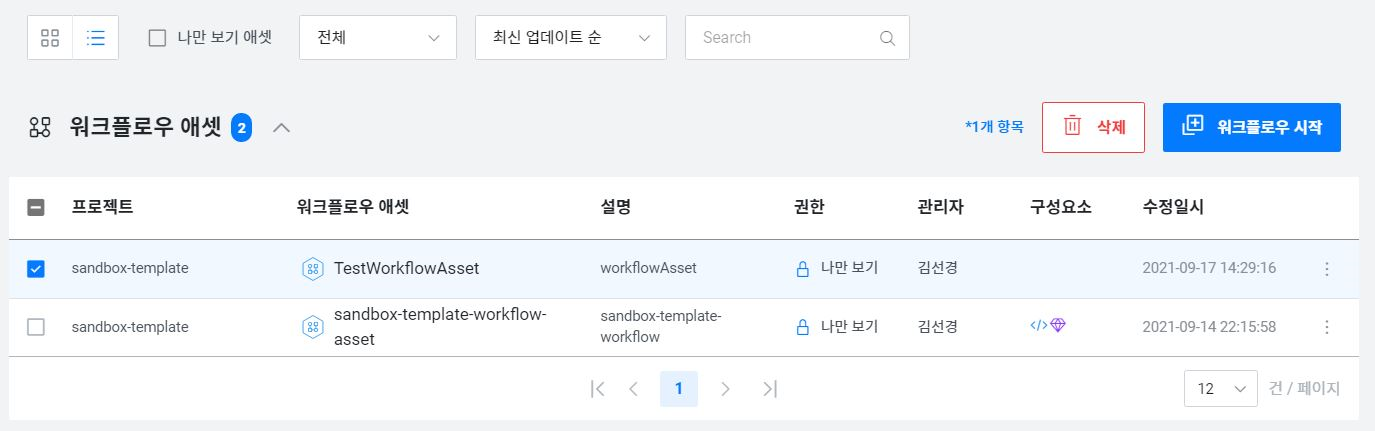 나만 보기 애셋 전체 최신 업데이트 순 Search
워크플로우 애셋 2 *1개 항목 삭제 워크플로우 시작
프로젝트 워크플로우 애셋 설명 권한 관리자 구성요소 수정일시
sandbox-template TestWorkflowAsset workflowAsset 나만 보기 김선경 2021-09-17 14:29:16
sandbox-template sandbox-template-workflow-
asset sandbox-template-
workflow 나만 보기 김선경 2021-09-14 22:15:58
1 12 건 / 페이지